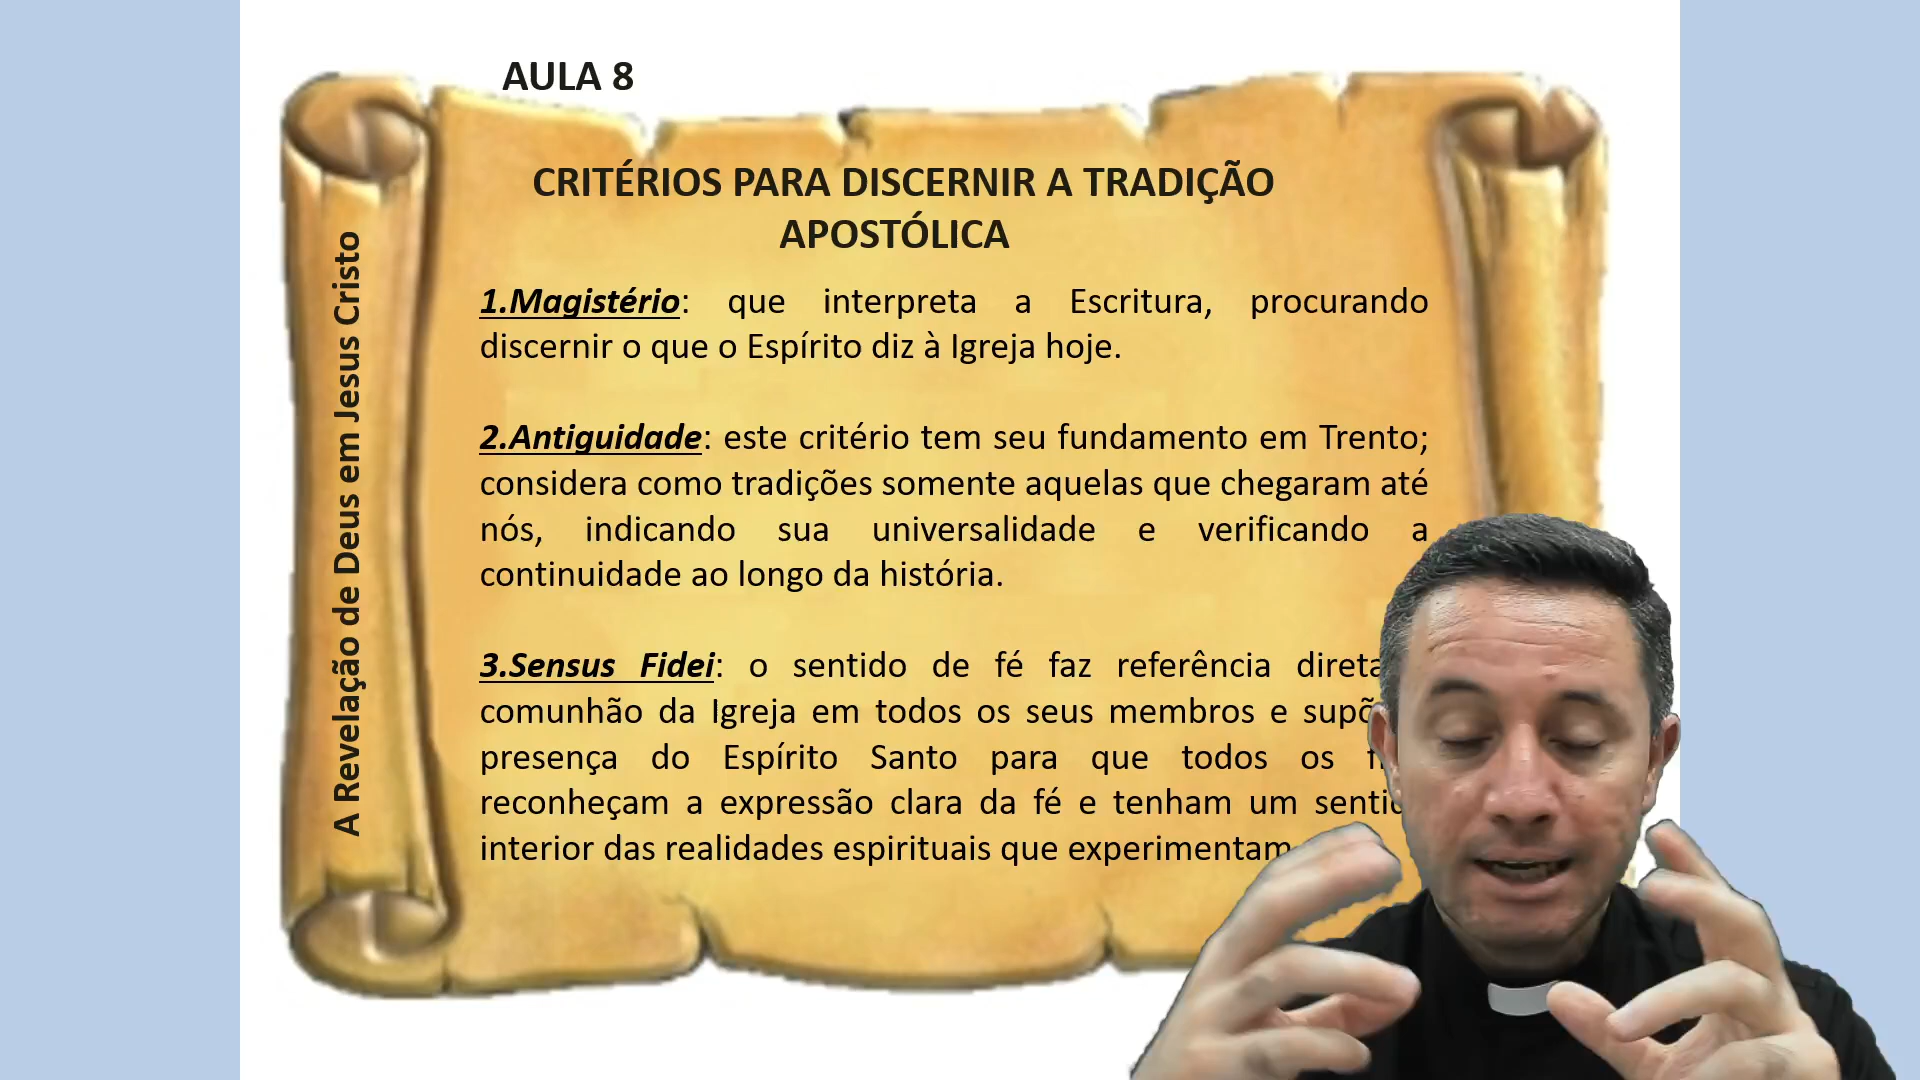 AULA 8
CRITÉRIOS PARA DISCERNIR A TRADIÇÃO
APOSTÓLICA
1.Magistério: que interpreta a Escritura, procurando
discernir o que o Espírito diz à Igreja hoje.
2.Antiguidade: este critério tem seu fundamento em Trento;
considera como tradições somente aquelas que chegaram até
nós, indicando sua universalidade e verificando a
continuidade ao longo da história.
3.Sensus Fidei: o sentido de fé faz referência direta
comunhão da Igreja em todos os seus membros e
presença do Espírito Santo para que todos os
reconheçam a expressão clara da fé e tenham um
interior das realidades espirituais que experimentam
A Revelação de Deus em Jesus Cristo